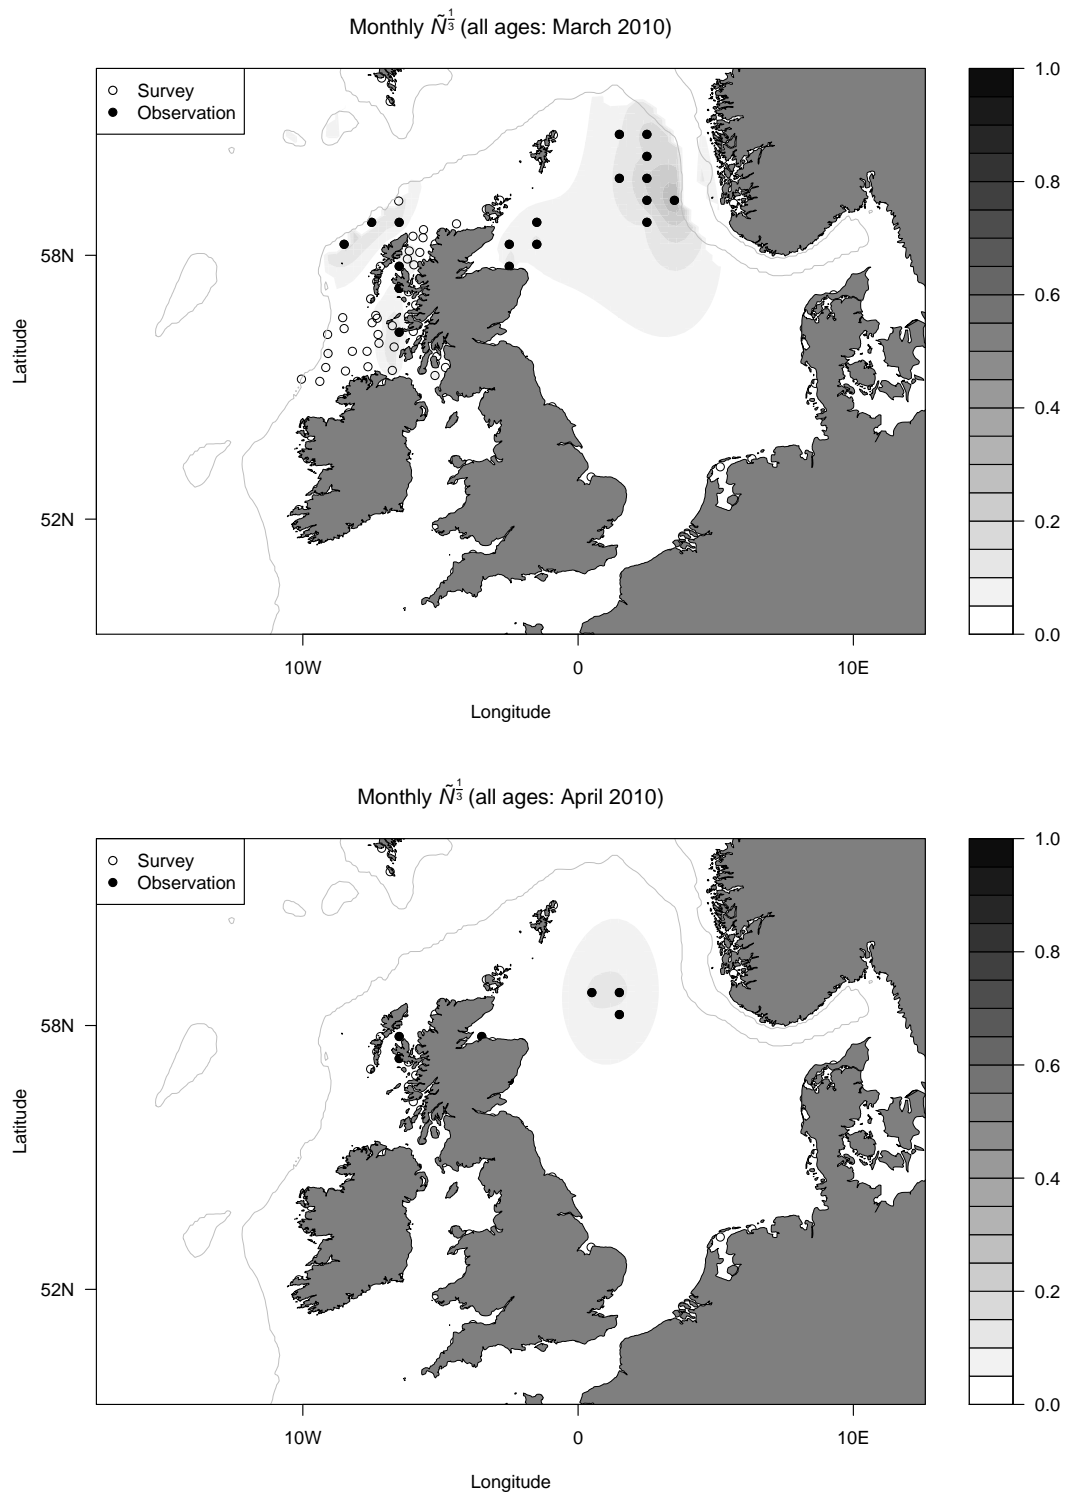 Monthly Ñ^1/3 (all ages: March 2010)
Survey
Observation
1.0
0.8
0.6
0.4
0.2
0.0
58N
52N
Latitude
10W 0 10E
Longitude
Monthly Ñ^1/3 (all ages: April 2010)
Survey
Observation
1.0
0.8
0.6
0.4
0.2
0.0
58N
52N
Latitude
10W 0 10E
Longitude